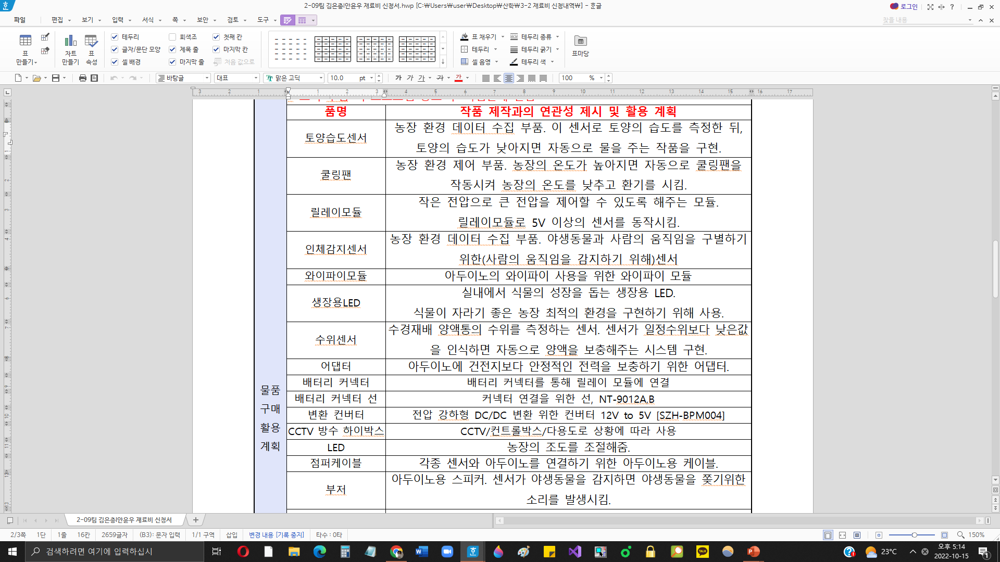 2-09팀 김은총|안윤우 재료비 신청서.hwp [C:₩Users₩user₩Desktop₩산학₩3-2 재료비 신청내역₩] - 훈글
로그인
파일 편집 보기 입력 서식 쪽 보안 검토 도구
찾을 내용
표 만들기
차트 만들기
표 속성
테두리 회색조 첫째 칸
글자/문단 모양 제목 줄 마지막 칸
셀 배경 마지막 줄 처음 값으로
표 채우기 테두리 종류
테두리 테두리 굵기
셀 음영 테두리 색
표마당
바탕글 대표 맑은 고딕 10.0 pt 가 가 가 가 가 100 %
3 2 1 1 2 3 4 5 6 7 8 9 10 11 12 13 14 15 16 17
품명 작품 제작과의 연관성 제시 및 활용 계획
토양습도센서
농장 환경 데이터 수집 부품. 이 센서로 토양의 습도를 측정한 뒤,
토양의 습도가 낮아지면 자동으로 물을 주는 작품을 구현.
쿨링팬
농장 환경 제어 부품. 농장의 온도가 높아지면 자동으로 쿨링팬을
작동시켜 농장의 온도를 낮추고 환기를 시킴.
릴레이모듈
작은 전압으로 큰 전압을 제어할 수 있도록 해주는 모듈.
릴레이모듈로 5V 이상의 센서를 동작시킴.
인체감지센서
농장 환경 데이터 수집 부품. 야생동물과 사람의 움직임을 구별하기
위한(사람의 움직임을 감지하기 위해)센서
와이파이모듈 아두이노의 와이파이 사용을 위한 와이파이 모듈
생장용LED
실내에서 식물의 성장을 돕는 생장용 LED.
식물이 자라기 좋은 농장 최적의 환경을 구현하기 위해 사용.
수위센서
수경재배 양액통의 수위를 측정하는 센서. 센서가 일정수위보다 낮은값
을 인식하면 자동으로 양액을 보충해주는 시스템 구현.
어댑터 아두이노에 건전지보다 안정적인 전력을 보충하기 위한 어댑터.
배터리 커넥터 배터리 커넥터를 통해 릴레이 모듈에 연결
배터리 커넥터 선 커넥터 연결을 위한 선, NT-9012A,B
변환 컨버터 전압 강하형 DC/DC 변환 위한 컨버터 12V to 5V [SZH-BPM004]
CCTV 방수 하이박스 CCTV/컨트롤박스/다용도로 상황에 따라 사용
LED 농장의 조도를 조절해줌.
점퍼케이블 각종 센서와 아두이노를 연결하기 위한 아두이노용 케이블.
부저
아두이노용 스피커. 센서가 야생동물을 감지하면 야생동물을 쫓기위한
소리를 발생시킴.
물품
구매
활용
계획
2-09팀 김은총|안윤우 재료비 신청서
2/3쪽 1단 1줄 16칸 2659글자 (B3): 문자 입력 1/1 구역 삽입 변경 내용 [기록 중지] 타수 : 0타 150%
검색하려면 여기에 입력하십시
23°C
오후 5:14
2022-10-15